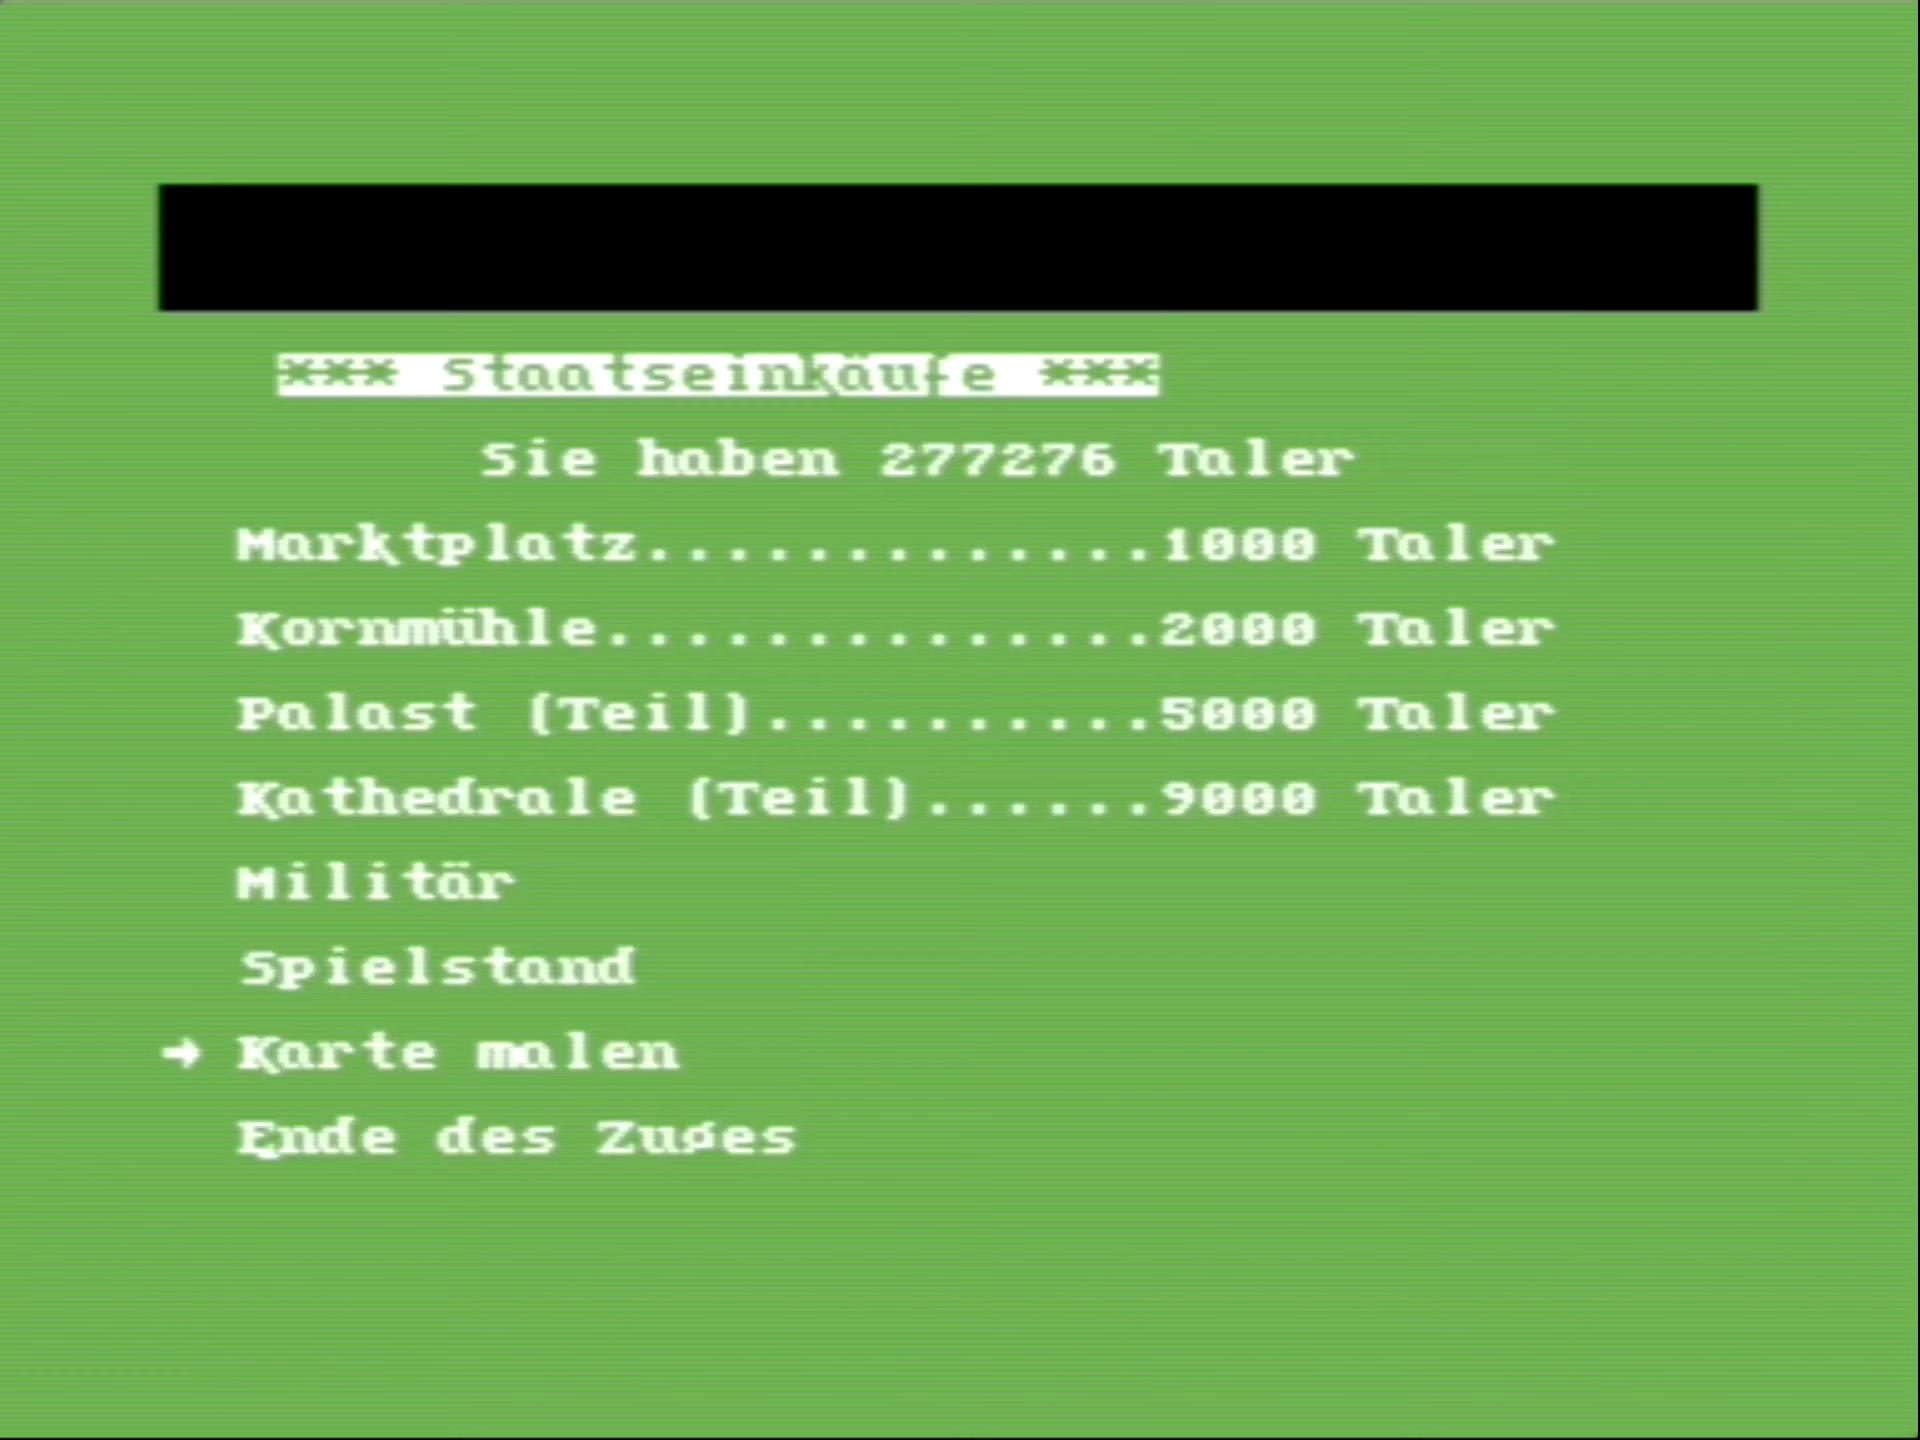 *** Staatseinkäufe ***
Sie haben 277276 Taler
Marktplatz.............1000 Taler
Kornmühle..............2000 Taler
Palast (Teil)..........5000 Taler
Kathedrale (Teil)......9000 Taler
Militär
Spielstand
➔ Karte malen
Ende des Zuges